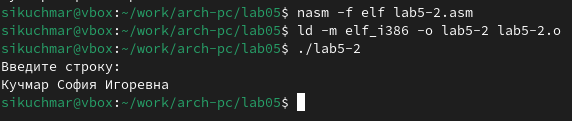 sikuchmar@vbox:~/work/arch-pc/lab05$ nasm -f elf lab5-2.asm
sikuchmar@vbox:~/work/arch-pc/lab05$ ld -m elf_i386 -o lab5-2 lab5-2.o
sikuchmar@vbox:~/work/arch-pc/lab05$ ./lab5-2
Введите строку:
Кучмар София Игоревна
sikuchmar@vbox:~/work/arch-pc/lab05$